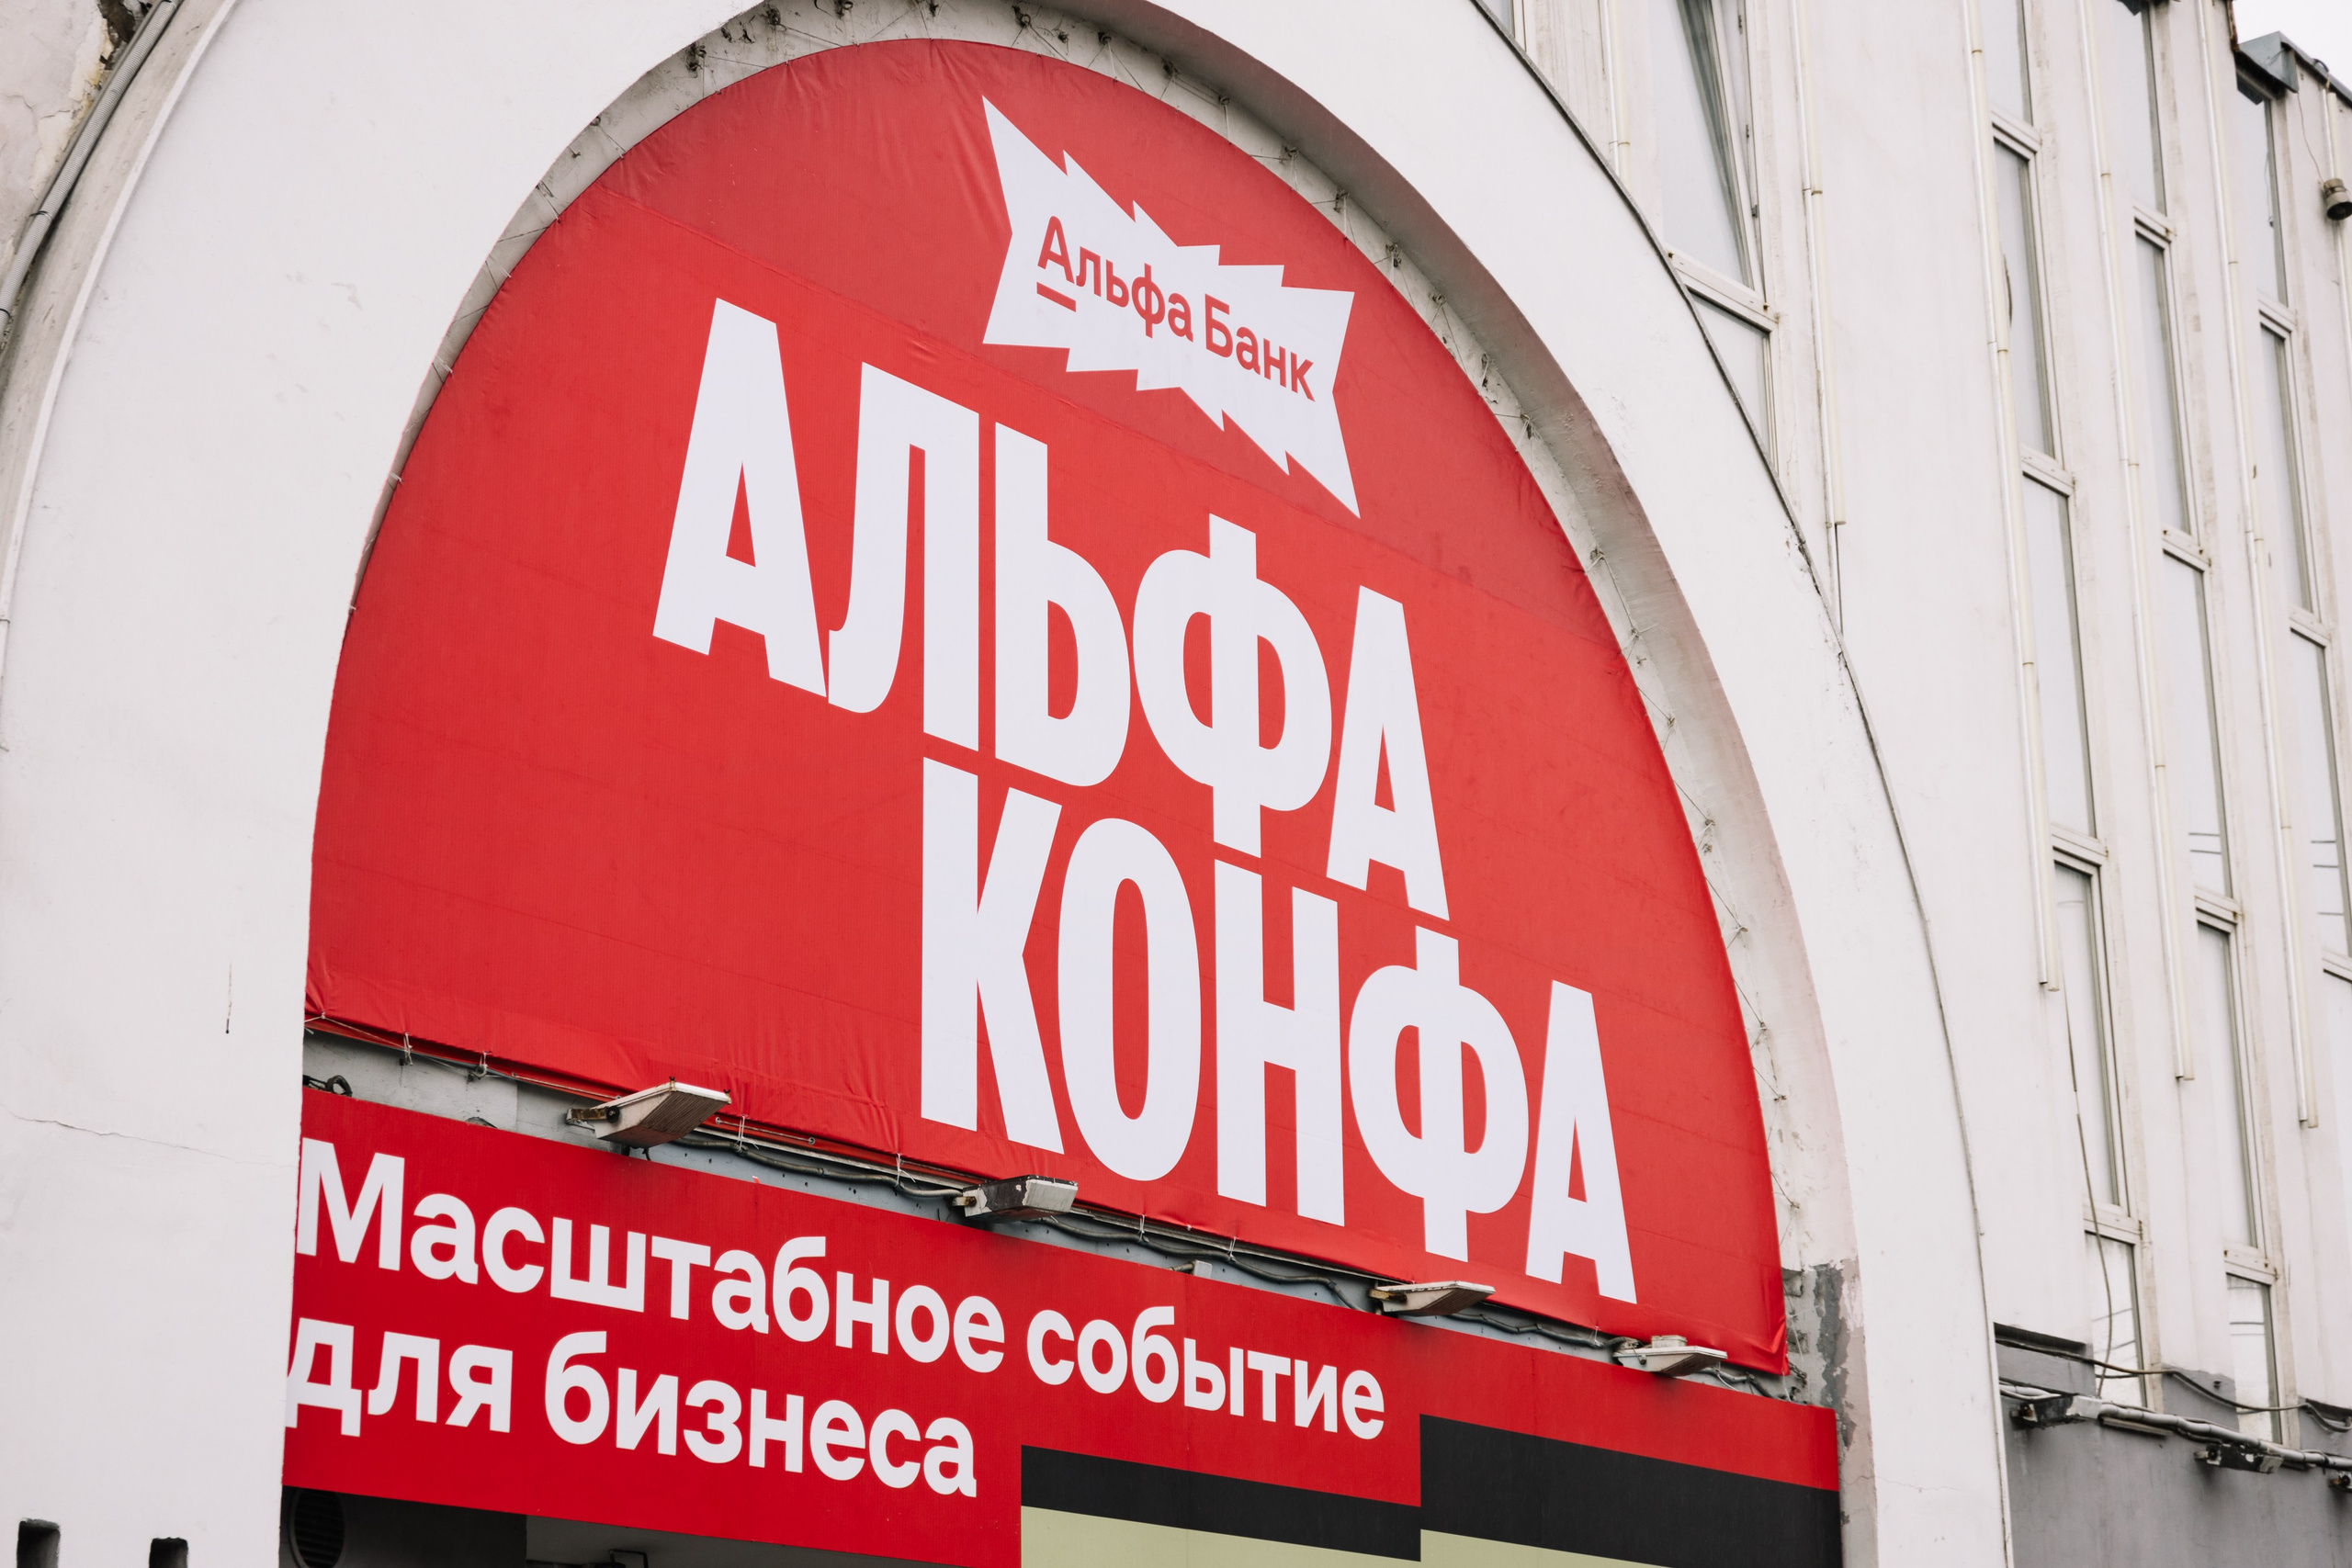 Альфа Банк
АЛЬФА
КОНФА
Масштабное событие
для бизнеса